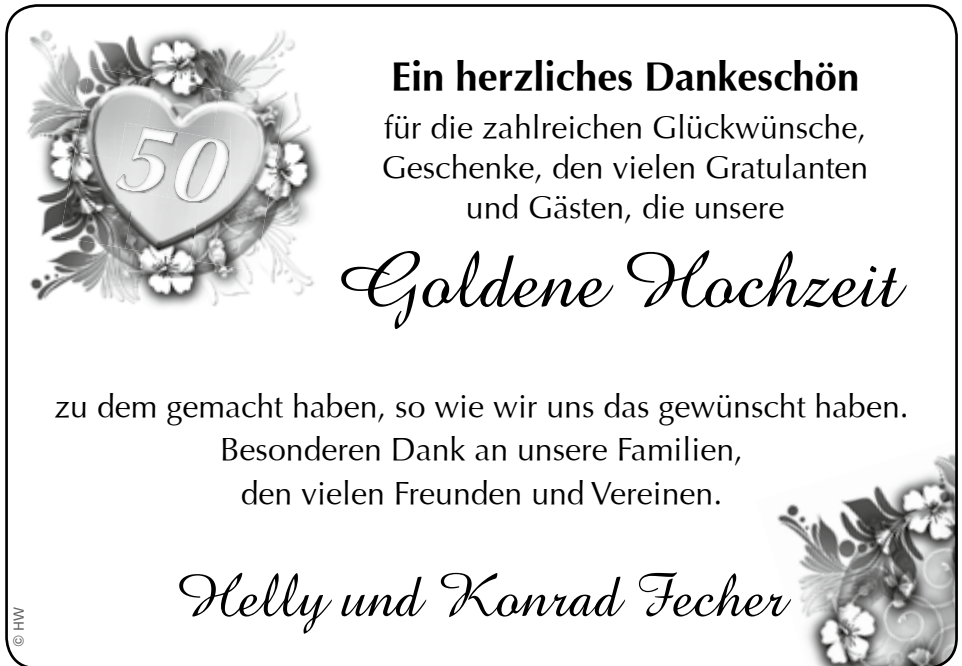 50
Ein herzliches Dankeschön
für die zahlreichen Glückwünsche,
Geschenke, den vielen Gratulanten
und Gästen, die unsere
Goldene Hochzeit
zu dem gemacht haben, so wie wir uns das gewünscht haben.
Besonderen Dank an unsere Familien,
den vielen Freunden und Vereinen.
Helly und Konrad Fecher
© HW